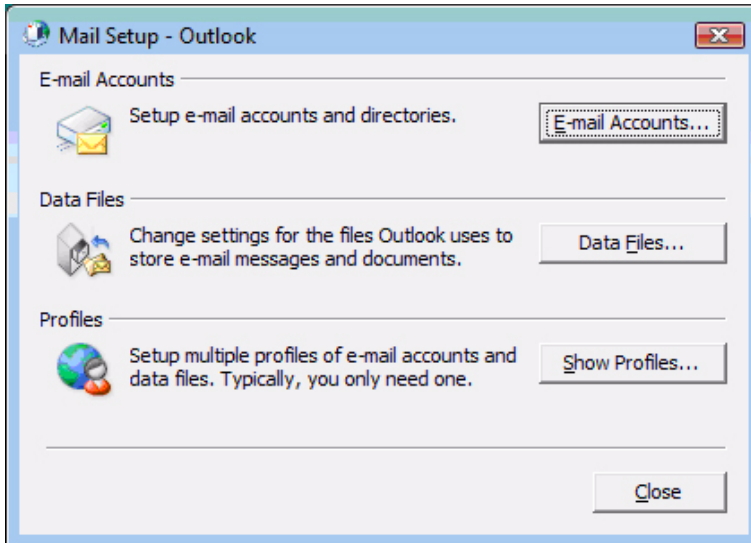 Mail Setup - Outlook
E-mail Accounts
Setup e-mail accounts and directories.
E-mail Accounts...
Data Files
Change settings for the files Outlook uses to
store e-mail messages and documents.
Data Files...
Profiles
Setup multiple profiles of e-mail accounts and
data files. Typically, you only need one.
Show Profiles...
Close